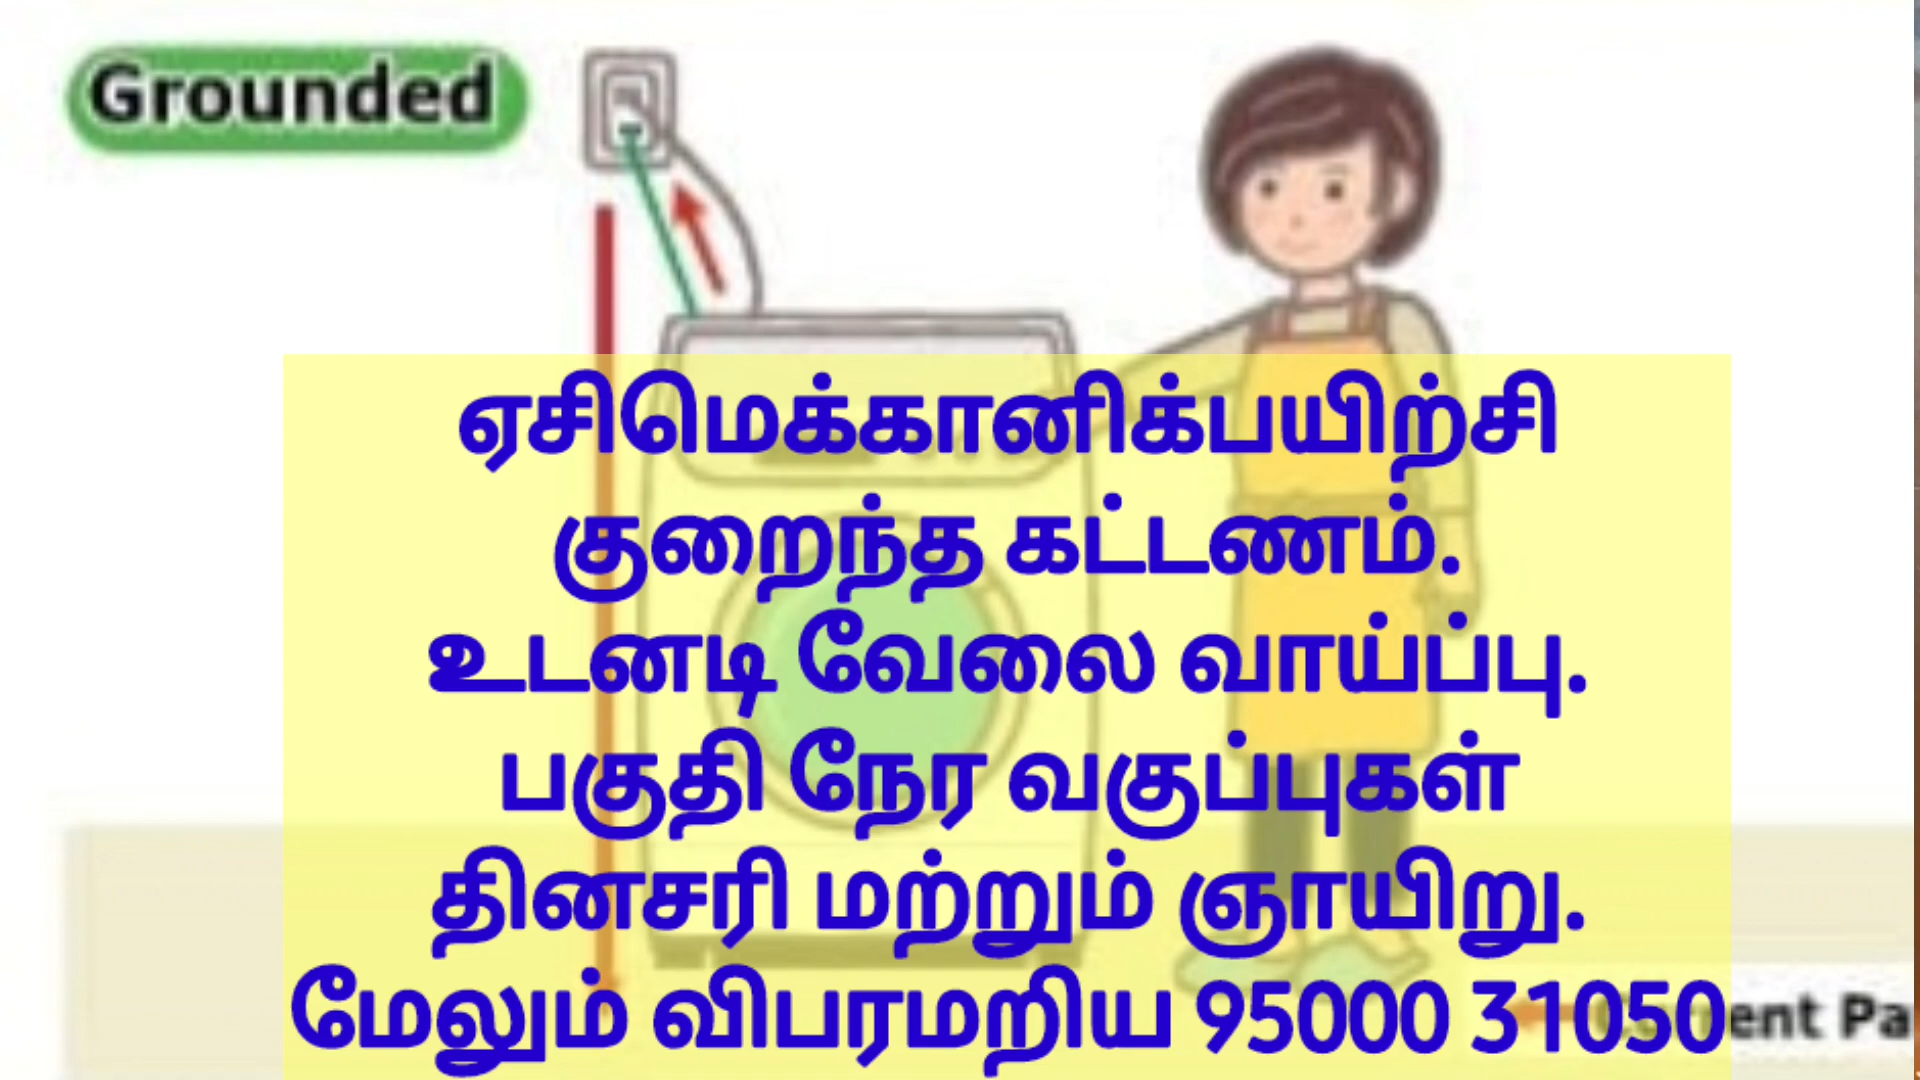 Grounded
ஏசிமெக்கானிக்பயிற்சி
குறைந்த கட்டணம்.
உடனடி வேலை வாய்ப்பு.
பகுதி நேர வகுப்புகள்
தினசரி மற்றும் ஞாயிறு.
மேலும் விபரமறிய 95000 31050